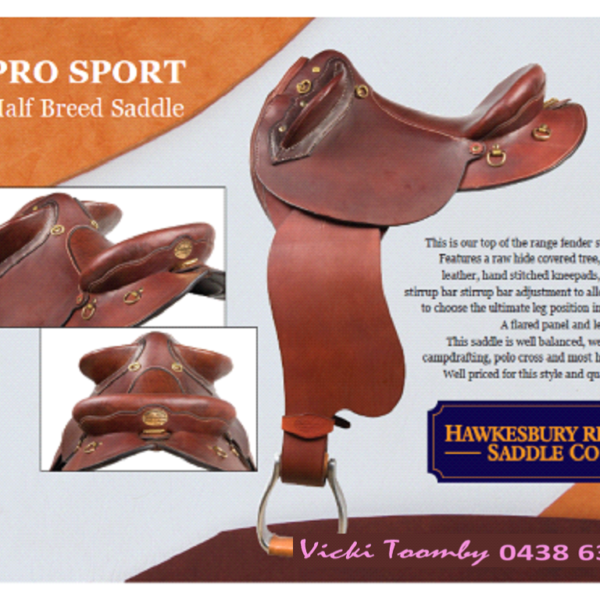 PRO SPORT
Half Breed Saddle
This is our top of the range fender s
Features a raw hide covered tree,
leather, hand stitched kneepads,
stirrup bar stirrup bar adjustment to allo
to choose the ultimate leg position in
A flared panel and le
This saddle is well balanced, we
campdrafting, polo cross and most h
Well priced for this style and qu
HAWKESBURY RI
SADDLE CO
Vicki Toomby 0438 63